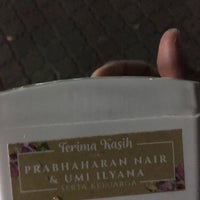 Terima Kasih
PRABHAHARAN NAIR
& UMI ILYANA
SERTA KELUARGA